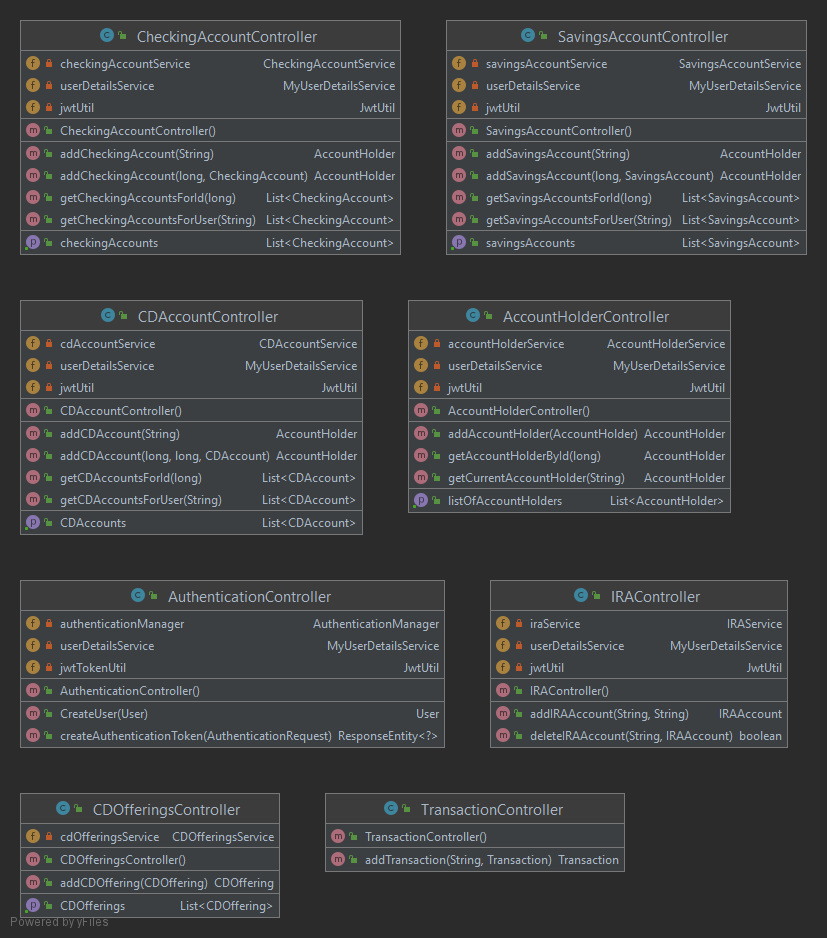 CheckingAccountController
checkingAccountService CheckingAccountService
userDetailsService MyUserDetailsService
jwtUtil JwtUtil
CheckingAccountController()
addCheckingAccount(String) AccountHolder
addCheckingAccount(long, CheckingAccount) AccountHolder
getCheckingAccountsForId(long) List<CheckingAccount>
getCheckingAccountsForUser(String) List<CheckingAccount>
checkingAccounts List<CheckingAccount>
SavingsAccountController
savingsAccountService SavingsAccountService
userDetailsService MyUserDetailsService
jwtUtil JwtUtil
SavingsAccountController()
addSavingsAccount(String) AccountHolder
addSavingsAccount(long, SavingsAccount) AccountHolder
getSavingsAccountsForId(long) List<SavingsAccount>
getSavingsAccountsForUser(String) List<SavingsAccount>
savingsAccounts List<SavingsAccount>
CDAccountController
cdAccountService CDAccountService
userDetailsService MyUserDetailsService
jwtUtil JwtUtil
CDAccountController()
addCDAccount(String) AccountHolder
addCDAccount(long, long, CDAccount) AccountHolder
getCDAccountsForId(long) List<CDAccount>
getCDAccountsForUser(String) List<CDAccount>
CDAccounts List<CDAccount>
AccountHolderController
accountHolderService AccountHolderService
userDetailsService MyUserDetailsService
jwtUtil JwtUtil
AccountHolderController()
addAccountHolder(AccountHolder) AccountHolder
getAccountHolderById(long) AccountHolder
getCurrentAccountHolder(String) AccountHolder
listOfAccountHolders List<AccountHolder>
AuthenticationController
authenticationManager AuthenticationManager
userDetailsService MyUserDetailsService
jwtTokenUtil JwtUtil
AuthenticationController()
CreateUser(User) User
createAuthenticationToken(AuthenticationRequest) ResponseEntity<?>
IRAController
iraService IRAService
userDetailsService MyUserDetailsService
jwtUtil JwtUtil
IRAController()
addIRAAccount(String, String) IRAAccount
deleteIRAAccount(String, IRAAccount) boolean
CDOfferingsController
cdOfferingsService CDOfferingsService
CDOfferingsController()
addCDOffering(CDOffering) CDOffering
CDOfferings List<CDOffering>
TransactionController
TransactionController()
addTransaction(String, Transaction) Transaction
Powered by yFiles